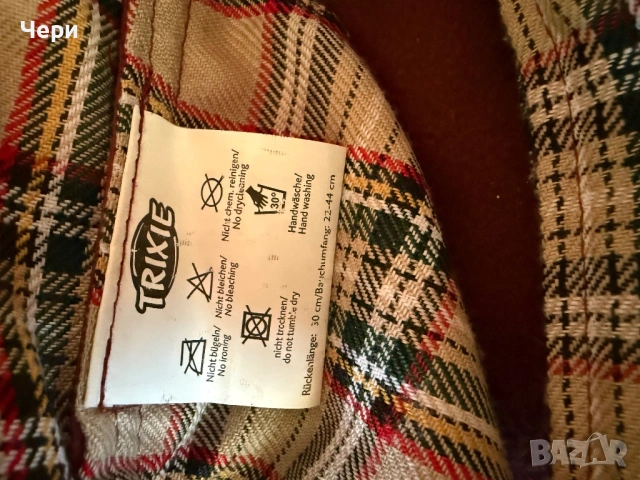 Чери
TRIXIE
Nicht chem. reinigen/
No drycleaning
30°
Handwäsche/
Hand washing
Nicht bleichen/
No bleaching
nicht trocknen/
do not tumble dry
Nicht bügeln/
No ironing
Rückenlänge: 30 cm/Bauchumfang: 22-44 cm
BAZAR